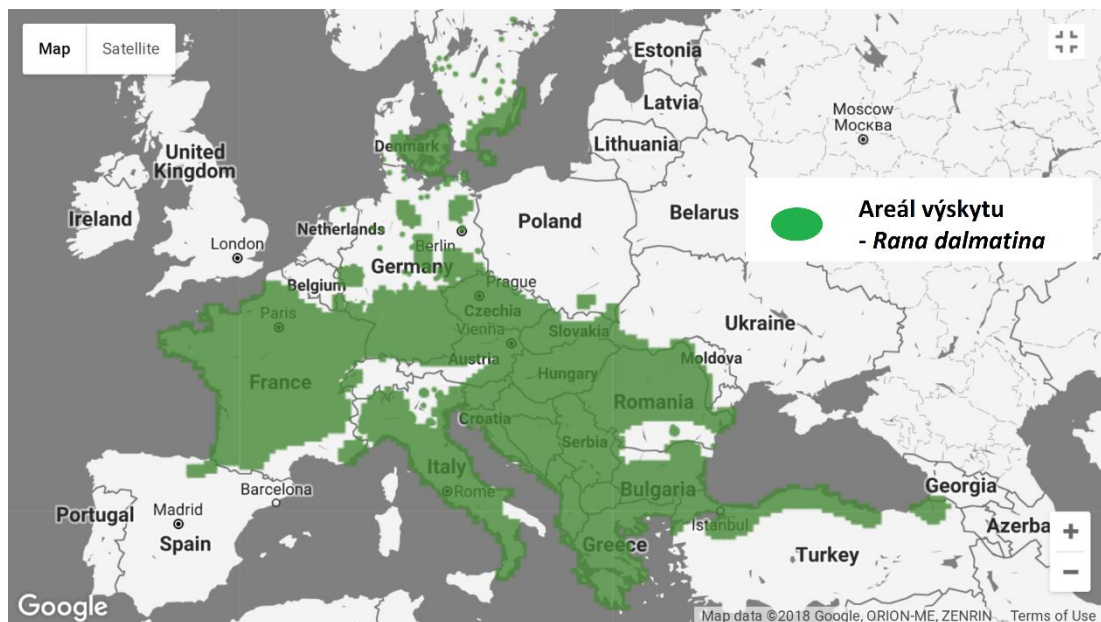 Map
Satellite
Estonia
Latvia
Lithuania
Moscow
Москва
Denmark
United
Kingdom
Ireland
London
Netherlands
Berlin
Germany
Poland
Belarus
Areál výskytu
- Rana dalmatina
Belgium
Prague
Czechia
Paris
Vienna
Slovakia
Ukraine
Austria
Moldova
France
Hungary
Romania
Croatia
Serbia
Italy
Rome
Bulgaria
Georgia
Barcelona
Portugal
Madrid
Spain
Istanbul
Azerba
Greece
Turkey
+
−
Google
Map data ©2018 Google, ORION-ME, ZENRIN
Terms of Use